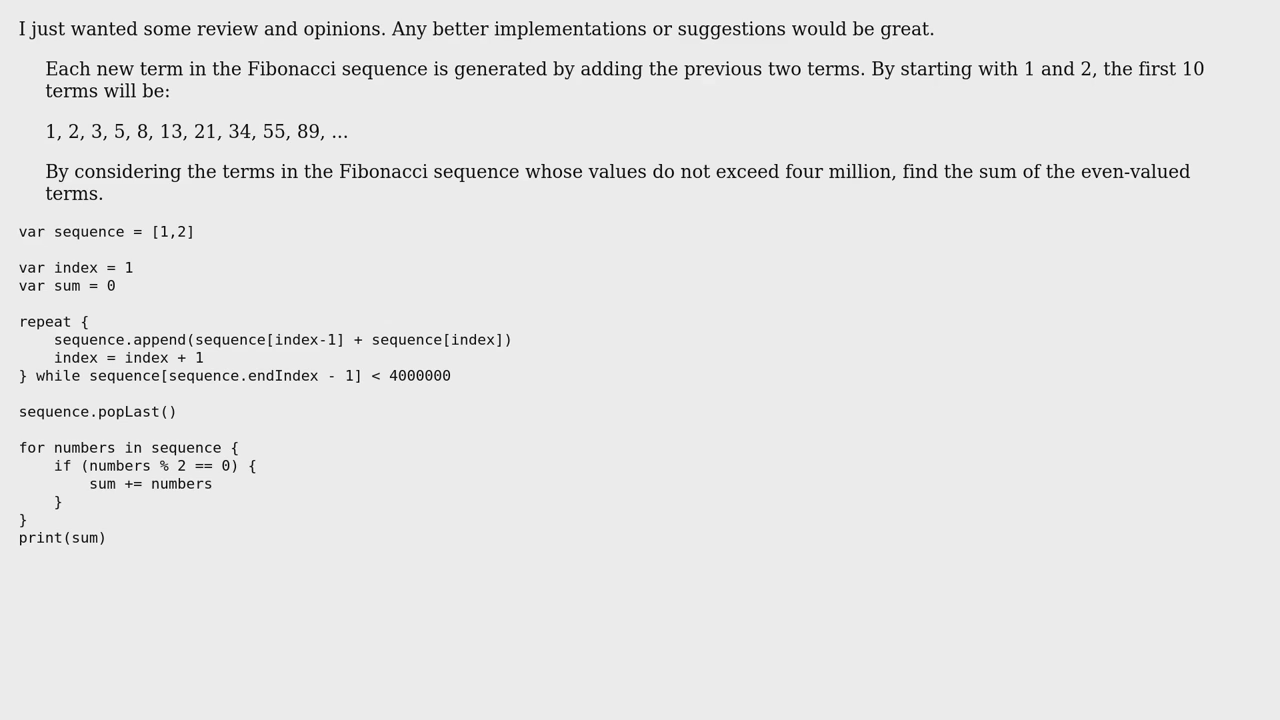 I just wanted some review and opinions. Any better implementations or suggestions would be great.
Each new term in the Fibonacci sequence is generated by adding the previous two terms. By starting with 1 and 2, the first 10
terms will be:
1, 2, 3, 5, 8, 13, 21, 34, 55, 89, ...
By considering the terms in the Fibonacci sequence whose values do not exceed four million, find the sum of the even-valued
terms.
var sequence = [1,2]
var index = 1
var sum = 0
repeat {
    sequence.append(sequence[index-1] + sequence[index])
    index = index + 1
} while sequence[sequence.endIndex - 1] < 4000000
sequence.popLast()
for numbers in sequence {
    if (numbers % 2 == 0) {
        sum += numbers
    }
}
print(sum)